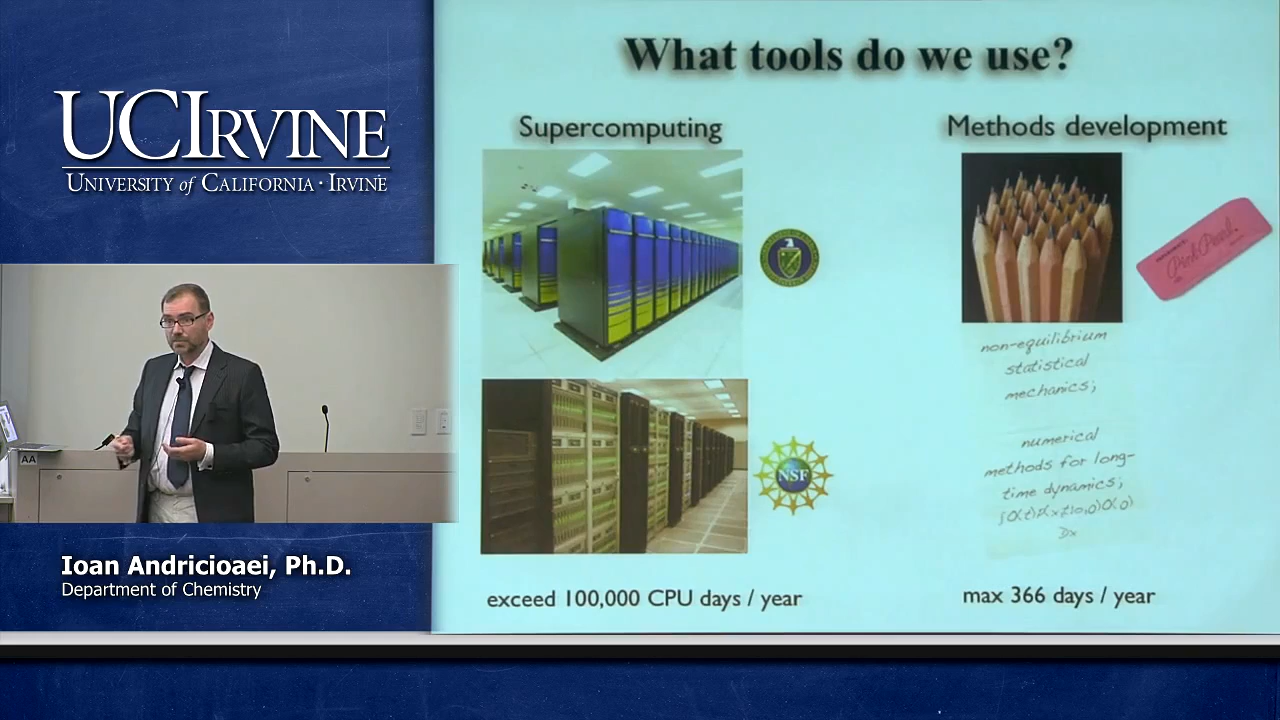 UCIRVINE
UNIVERSITY of CALIFORNIA · IRVINE
AA
Ioan Andricioaei, Ph.D.
Department of Chemistry
What tools do we use?
Supercomputing
NSF
exceed 100,000 CPU days / year
Methods development
Pink Pearl
non-equilibrium
statistical
mechanics;
numerical
methods for long-
time dynamics;
max 366 days / year